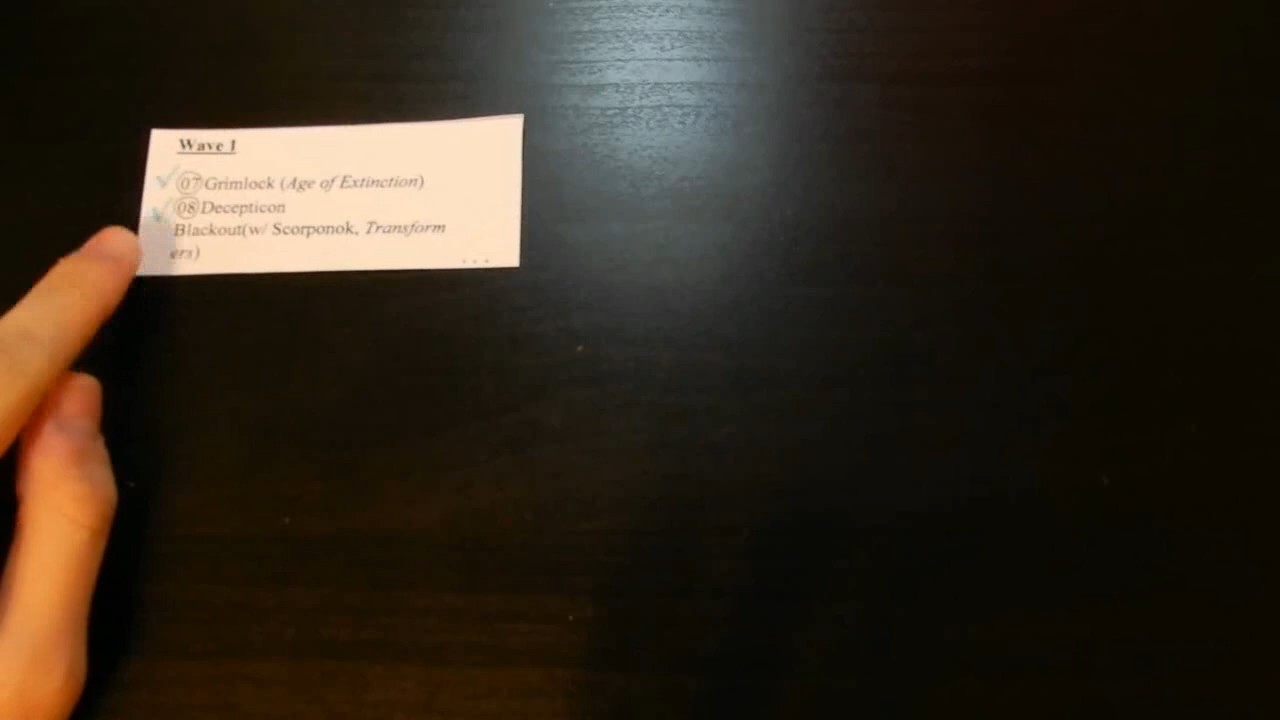 Wave 1
07 Grimlock (Age of Extinction)
08 Decepticon
Blackout(w/ Scorponok, Transform
ers)
...